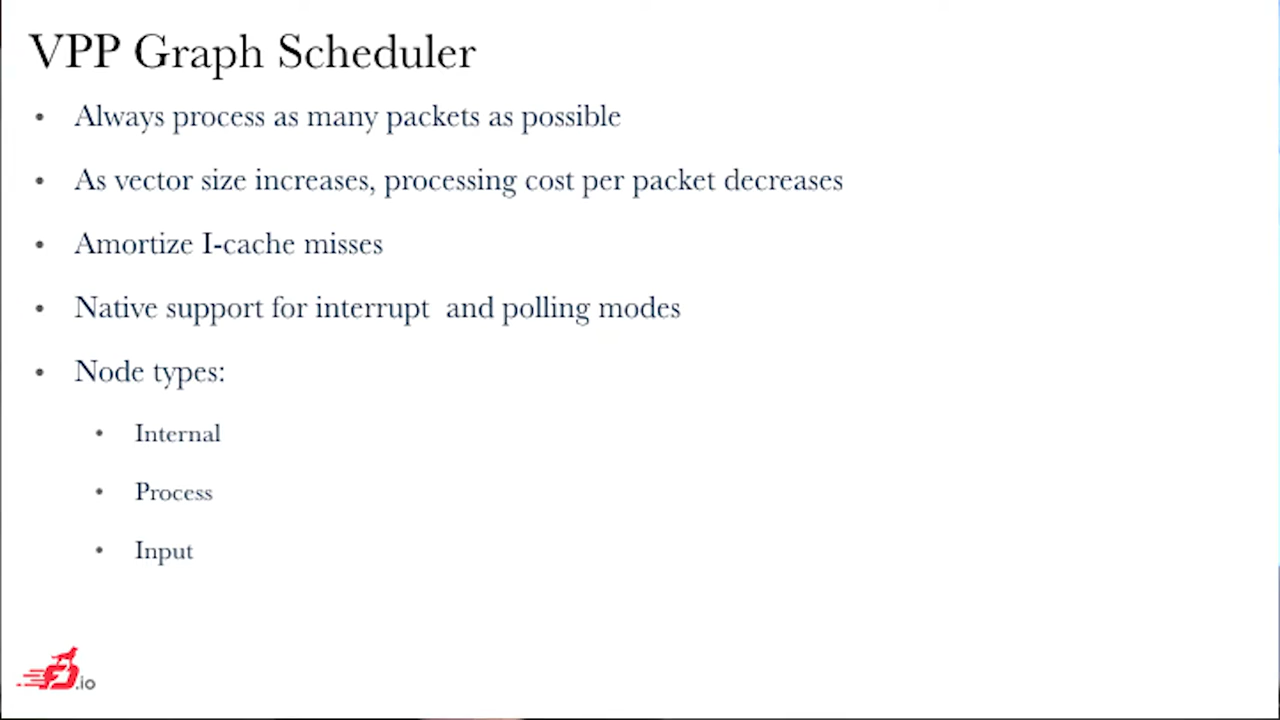 VPP Graph Scheduler
• Always process as many packets as possible
• As vector size increases, processing cost per packet decreases
• Amortize I-cache misses
• Native support for interrupt  and polling modes
• Node types:
• Internal
• Process
• Input
.io